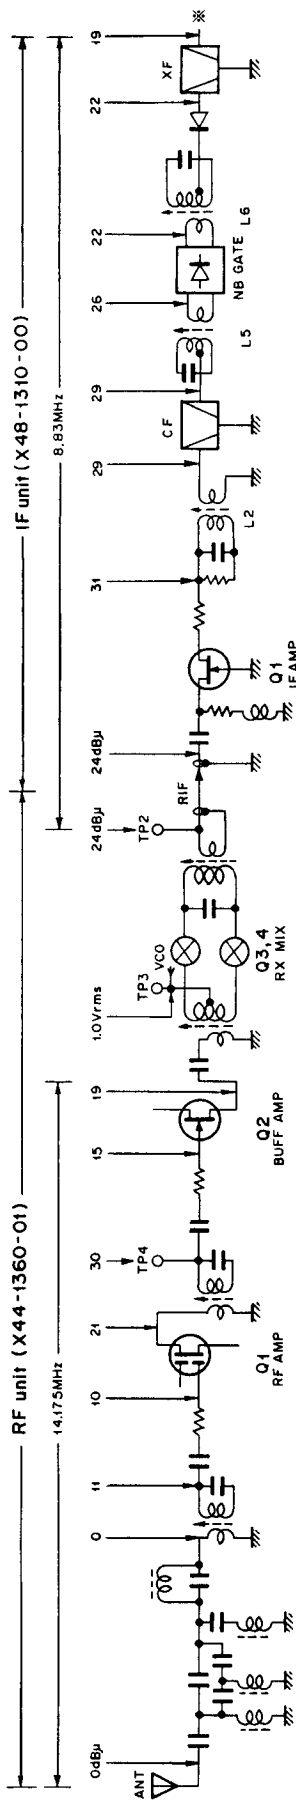 RF unit (X44-1360-01)
IF unit (X48-1310-00)
14.175MHz
8.83MHz
0dBμ
0
11
10
21
30
15
19
1.0Vrms
24dBμ
24dBμ
31
29
29
26
22
22
19
ANT
TP4
TP3
VCO
TP2
RIF
CF
XF
※
Q1
RF AMP
Q2
BUFF AMP
Q3,4
RX MIX
Q1
IF AMP
L2
L5
NB GATE
L6